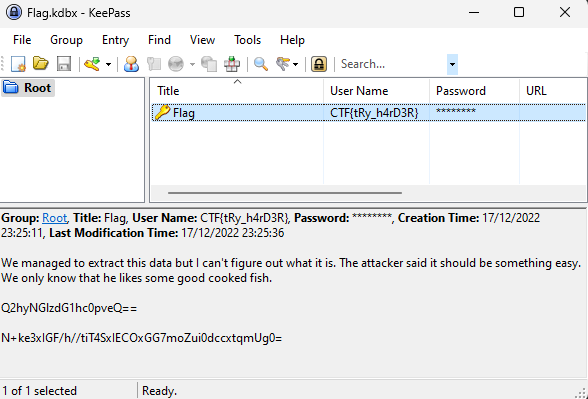 Flag.kdbx - KeePass
File Group Entry Find View Tools Help
Search...
Root
Title User Name Password URL
Flag CTF{tRy_h4rD3R} ********
Group: Root, Title: Flag, User Name: CTF{tRy_h4rD3R}, Password: ********, Creation Time: 17/12/2022
23:25:11, Last Modification Time: 17/12/2022 23:25:36
We managed to extract this data but I can't figure out what it is. The attacker said it should be something easy.
We only know that he likes some good cooked fish.
Q2hyNGlzdG1hc0pveQ==
N+ke3xIGF/h//tiT4SxIECOxGG7moZui0dccxtqmUg0=
1 of 1 selected Ready.